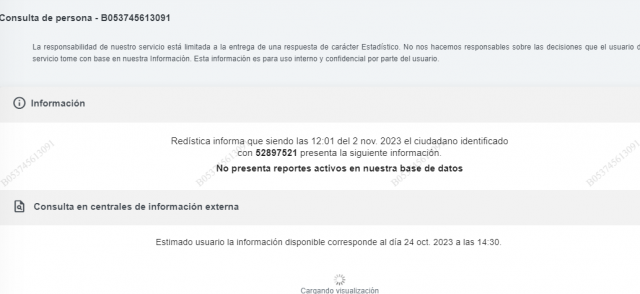 Consulta de persona - B053745613091
La responsabilidad de nuestro servicio está limitada a la entrega de una respuesta de carácter Estadístico. No nos hacemos responsables sobre las decisiones que el usuario d
servicio tome con base en nuestra Información. Esta información es para uso interno y confidencial por parte del usuario.
Información
Redística informa que siendo las 12:01 del 2 nov. 2023 el ciudadano identificado
con 52897521 presenta la siguiente información.
No presenta reportes activos en nuestra base de datos
B053745613091
B053745613091
B053745613091
B053745613091
Consulta en centrales de información externa
Estimado usuario la información disponible corresponde al día 24 oct. 2023 a las 14:30.
Cargando visualización